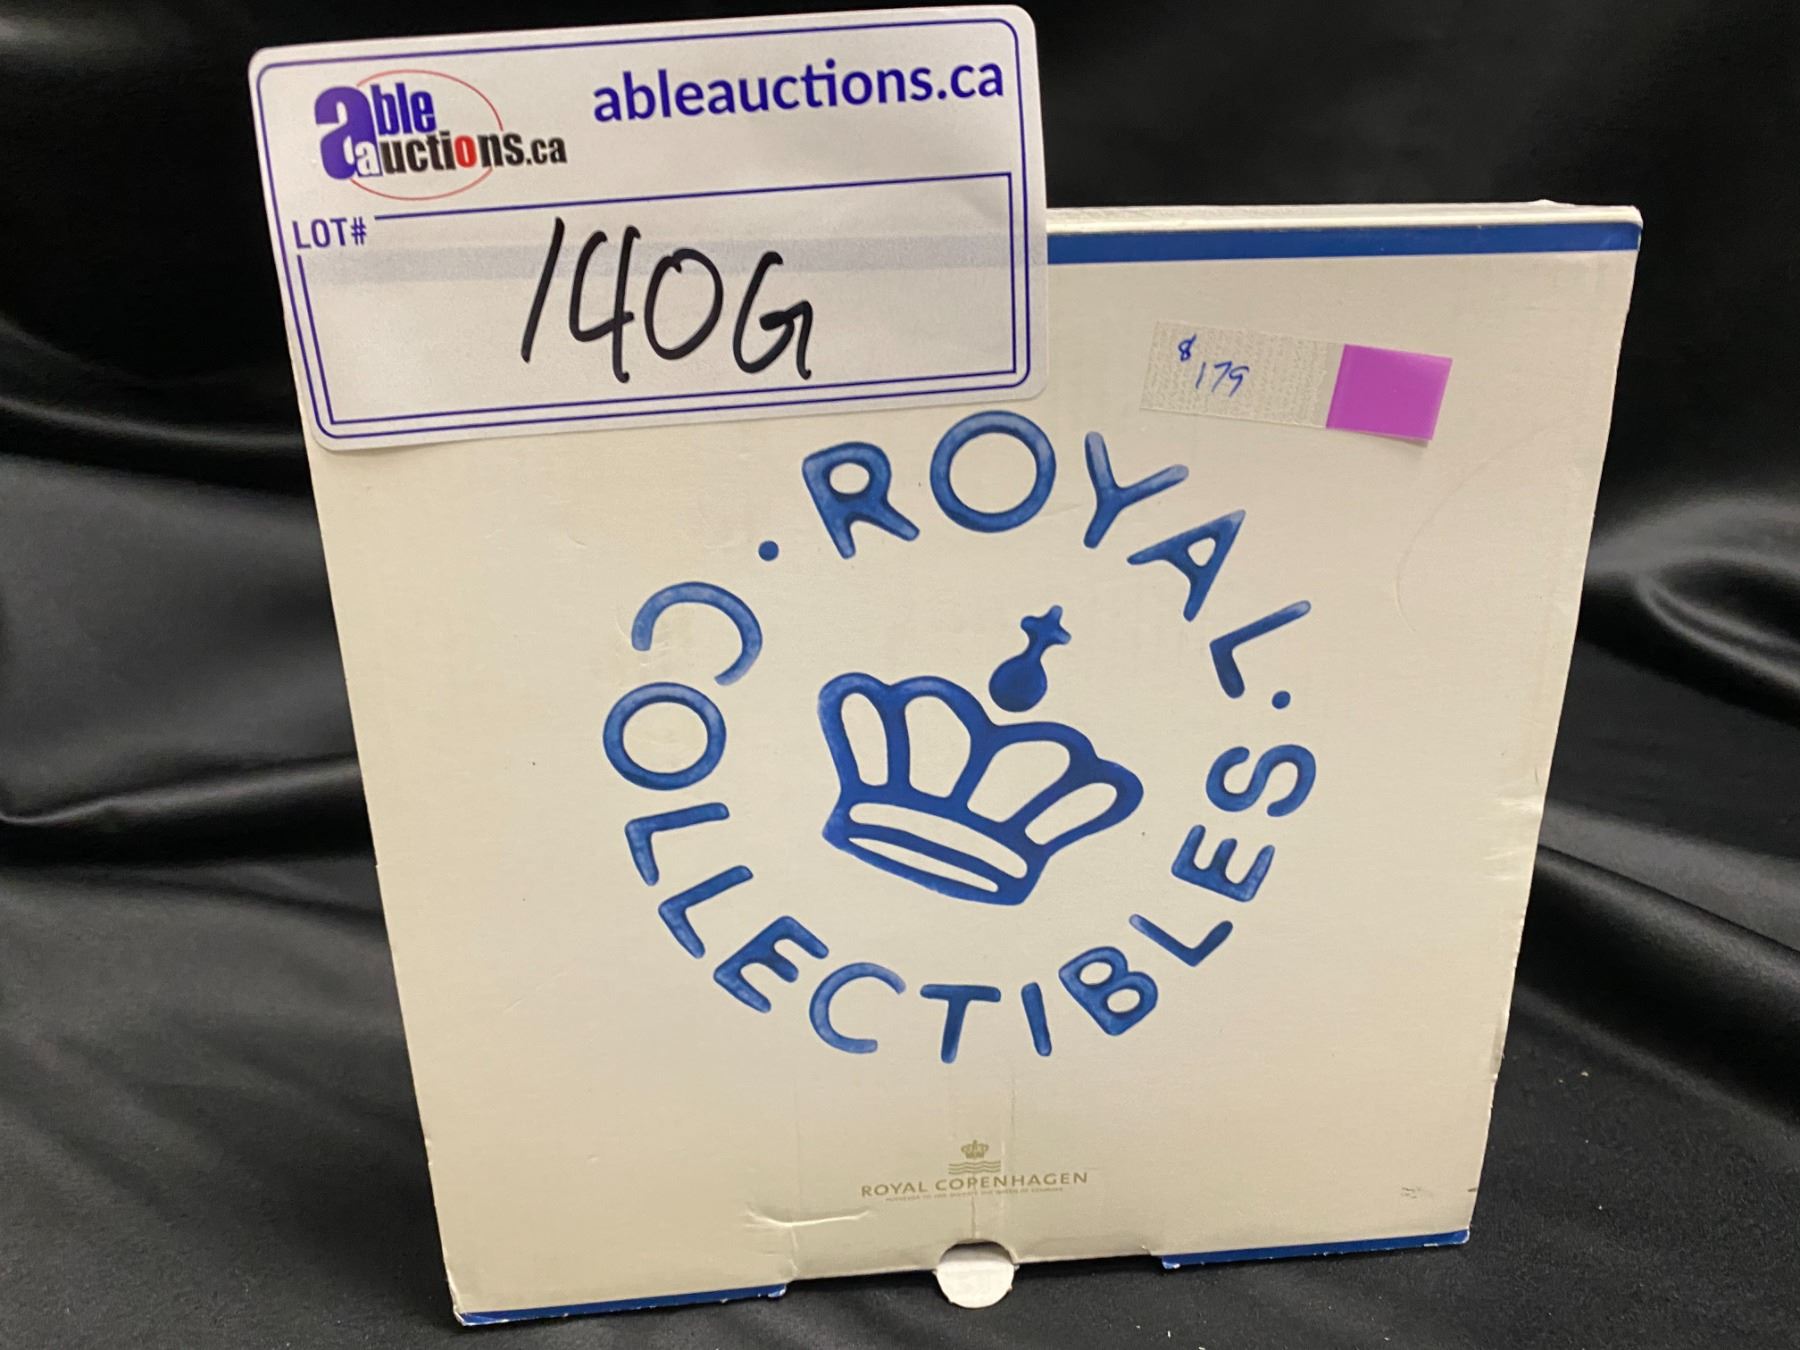 able
auctions.ca
ableauctions.ca
LOT#
140G
$179
ROYAL.
COLLECTIBLES.
ROYAL COPENHAGEN